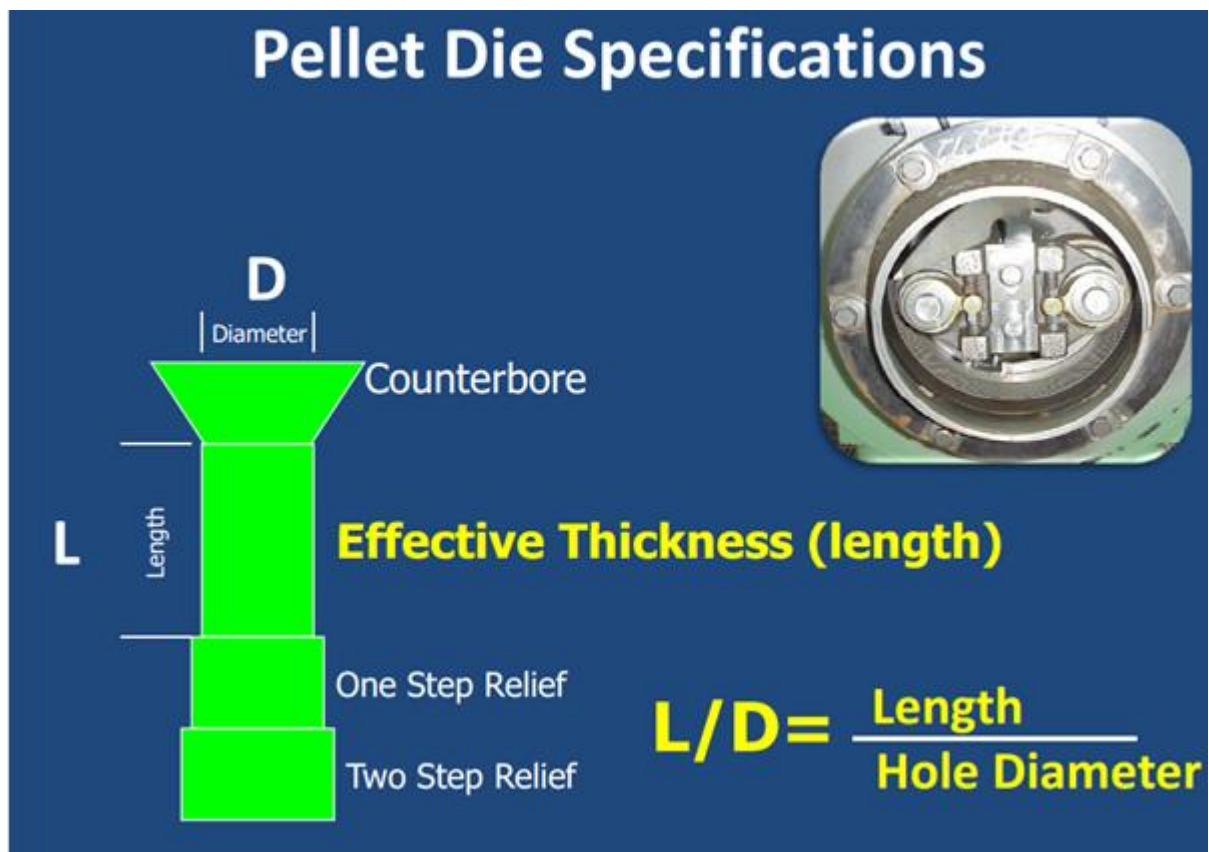 Pellet Die Specifications
D
Diameter
Counterbore
L
Length
Effective Thickness (length)
One Step Relief
Two Step Relief
L/D=
Length
Hole Diameter